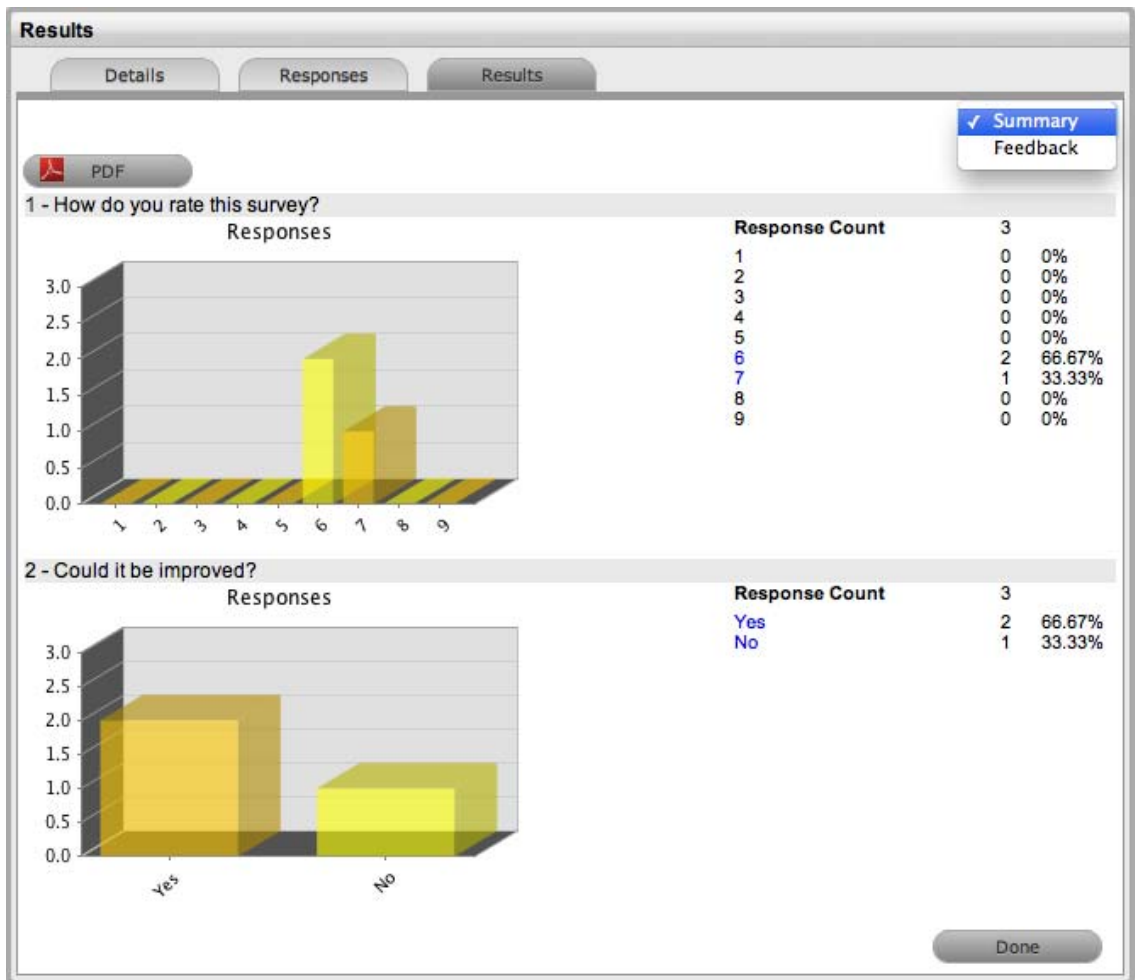 Results
Details Responses Results
✓ Summary
Feedback
PDF
1 - How do you rate this survey?
Responses
3.0
2.5
2.0
1.5
1.0
0.5
0.0
1 2 3 4 5 6 7 8 9
Response Count 3
1 0 0%
2 0 0%
3 0 0%
4 0 0%
5 0 0%
6 2 66.67%
7 1 33.33%
8 0 0%
9 0 0%
2 - Could it be improved?
Responses
3.0
2.5
2.0
1.5
1.0
0.5
0.0
Yes No
Response Count 3
Yes 2 66.67%
No 1 33.33%
Done